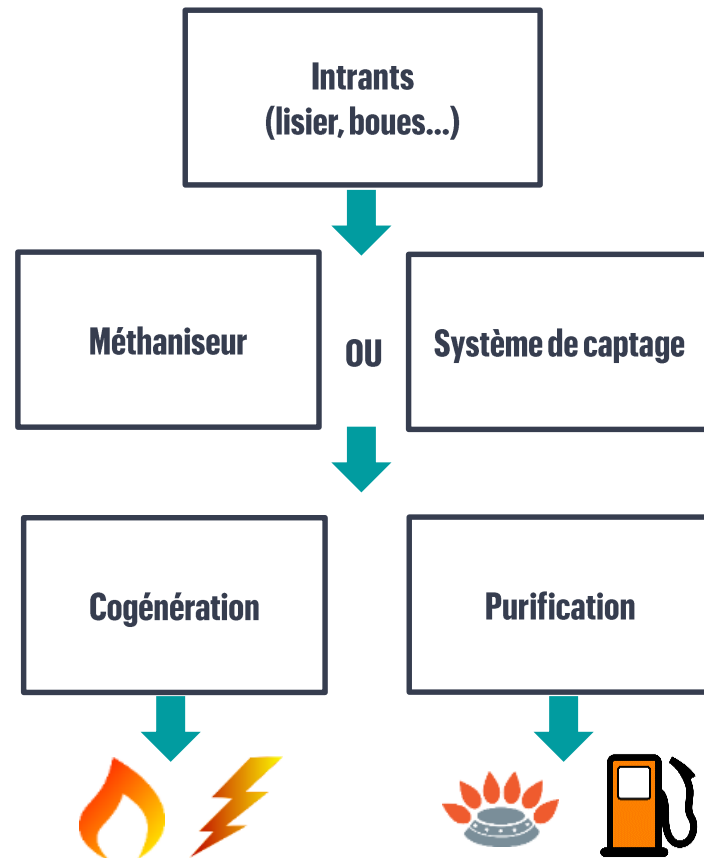 Intrants
(lisier, boues...)
Méthaniseur
OU
Système de captage
Cogénération
Purification